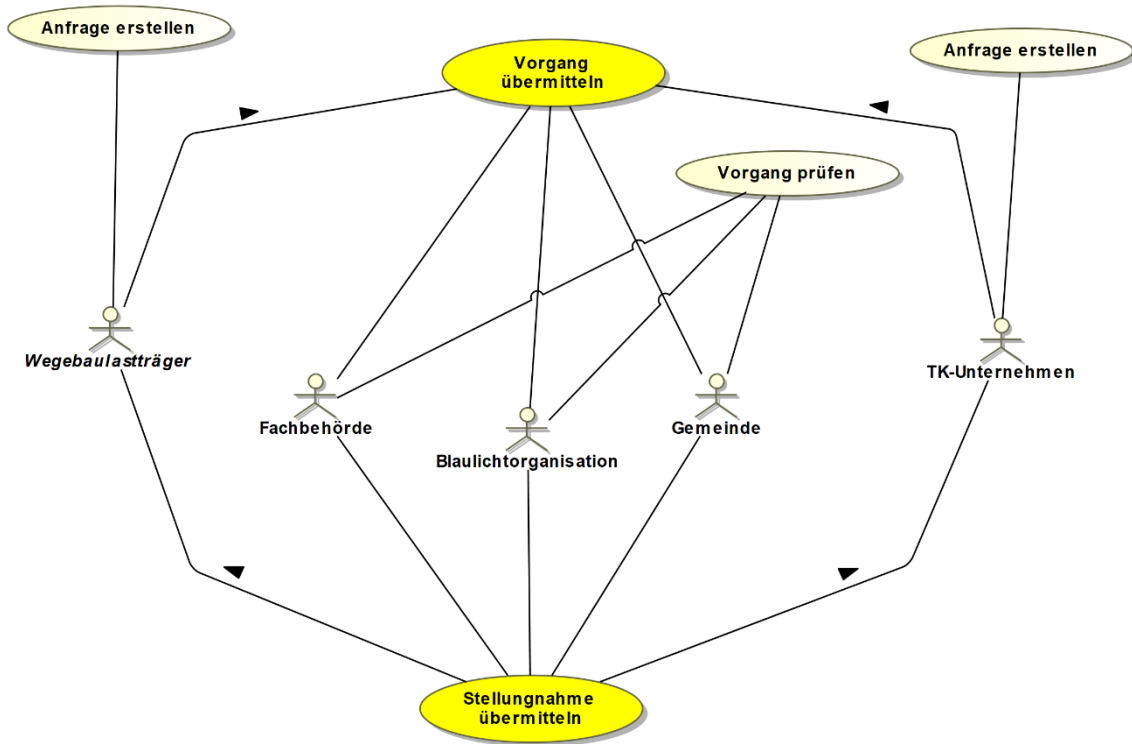 Anfrage erstellen
Vorgang
übermitteln
Anfrage erstellen
Vorgang prüfen
Wegebaulastträger
TK-Unternehmen
Fachbehörde
Gemeinde
Blaulichtorganisation
Stellungnahme
übermitteln